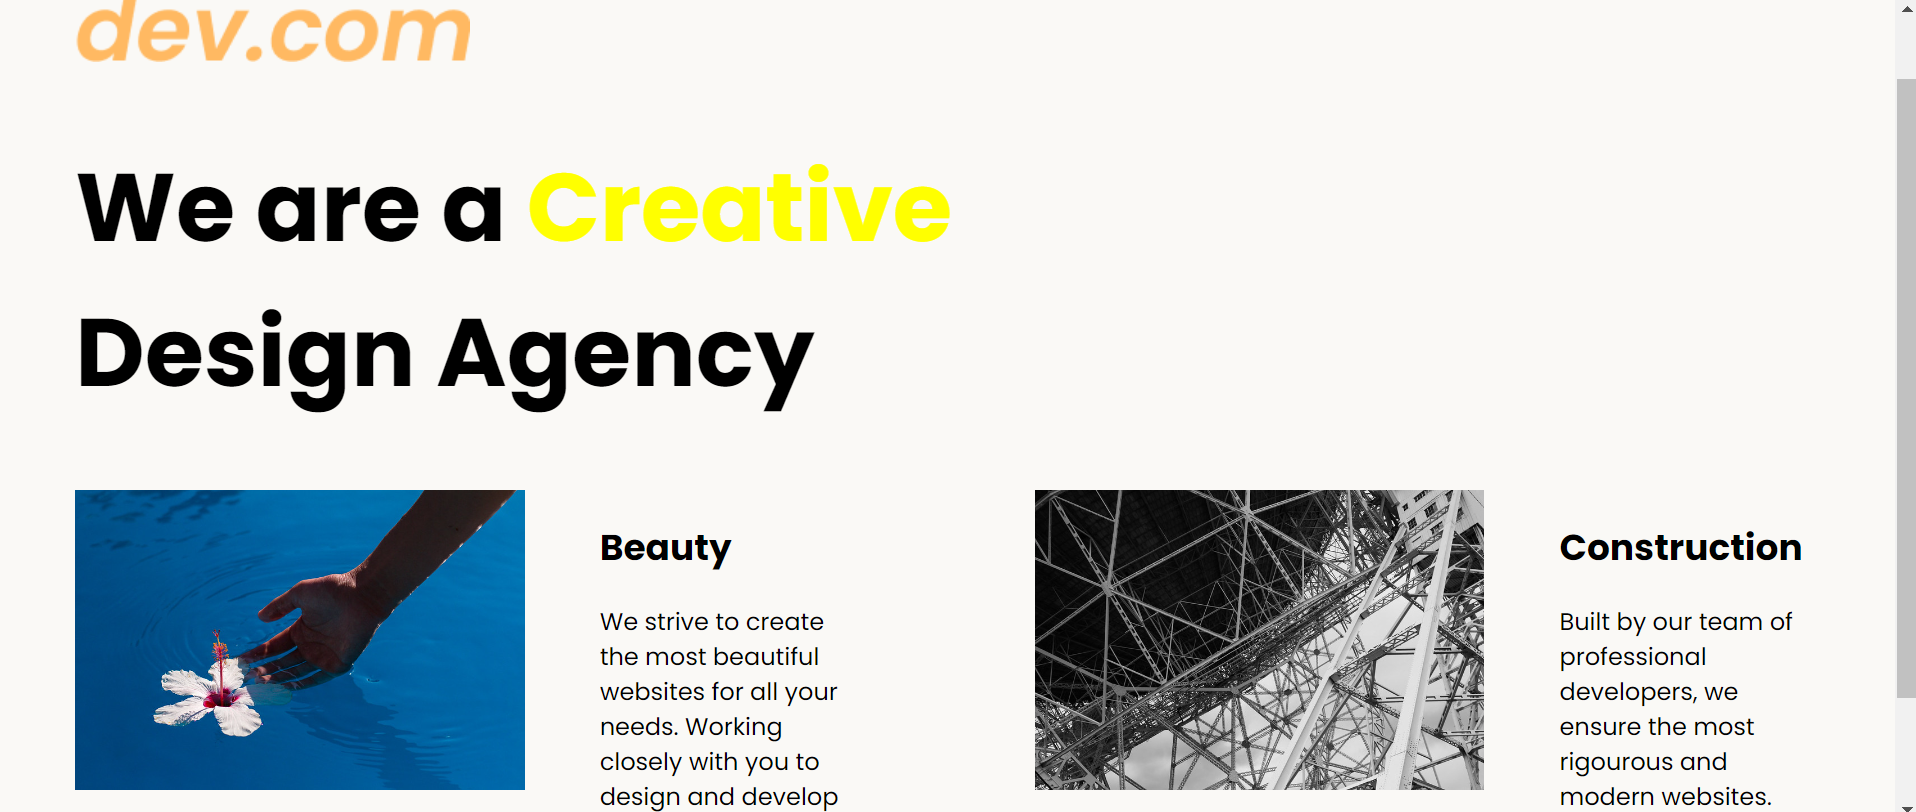 dev.com
We are a Creative
Design Agency
Beauty
We strive to create
the most beautiful
websites for all your
needs. Working
closely with you to
design and develop
Construction
Built by our team of
professional
developers, we
ensure the most
rigourous and
modern websites.